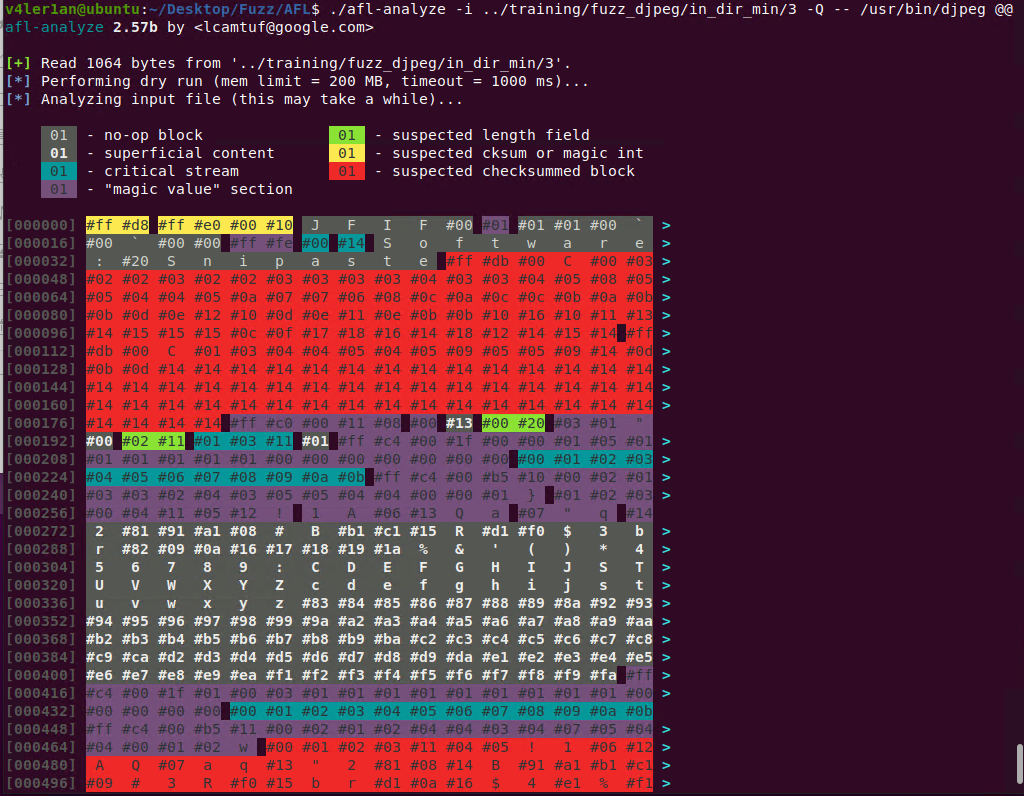 v4ler1an@ubuntu:~/Desktop/Fuzz/AFL$ ./afl-analyze -i ../training/fuzz_djpeg/in_dir_min/3 -Q -- /usr/bin/djpeg @@
afl-analyze 2.57b by <lcamtuf@google.com>
[+] Read 1064 bytes from '../training/fuzz_djpeg/in_dir_min/3'.
[*] Performing dry run (mem limit = 200 MB, timeout = 1000 ms)...
[*] Analyzing input file (this may take a while)...
01 - no-op block 01 - suspected length field
01 - superficial content 01 - suspected cksum or magic int
01 - critical stream 01 - suspected checksummed block
01 - "magic value" section
[000000] #ff #d8 #ff #e0 #00 #10 J F I F #00 #01 #01 #01 #00 ` >
[000016] #00 ` #00 #00 #ff #fe #00 #14 S o f t w a r e >
[000032] : #20 S n i p a s t e #ff #db #00 C #00 #03 >
[000048] #02 #02 #03 #02 #02 #03 #03 #03 #03 #04 #03 #03 #04 #05 #08 #05 >
[000064] #05 #04 #04 #05 #0a #07 #07 #06 #08 #0c #0a #0c #0c #0b #0a #0b >
[000080] #0b #0d #0e #12 #10 #0d #0e #11 #0e #0b #0b #10 #16 #10 #11 #13 >
[000096] #14 #15 #15 #15 #0c #0f #17 #18 #16 #14 #18 #12 #14 #15 #14 #ff >
[000112] #db #00 C #01 #03 #04 #04 #05 #04 #05 #09 #05 #05 #09 #14 #0d >
[000128] #0b #0d #14 #14 #14 #14 #14 #14 #14 #14 #14 #14 #14 #14 #14 #14 >
[000144] #14 #14 #14 #14 #14 #14 #14 #14 #14 #14 #14 #14 #14 #14 #14 #14 >
[000160] #14 #14 #14 #14 #14 #14 #14 #14 #14 #14 #14 #14 #14 #14 #14 #14 >
[000176] #14 #14 #14 #14 #ff #c0 #00 #11 #08 #00 #13 #00 #20 #03 #01 "
[000192] #00 #02 #11 #01 #03 #11 #01 #ff #c4 #00 #1f #00 #00 #01 #05 #01 >
[000208] #01 #01 #01 #01 #01 #00 #00 #00 #00 #00 #00 #00 #00 #01 #02 #03 >
[000224] #04 #05 #06 #07 #08 #09 #0a #0b #ff #c4 #00 #b5 #10 #00 #02 #01 >
[000240] #03 #03 #02 #04 #03 #05 #05 #04 #04 #00 #00 #01 } #01 #02 #03 >
[000256] #00 #04 #11 #05 #12 ! 1 A #06 #13 Q a #07 " q #14
[000272] 2 #81 #91 #a1 #08 # B #b1 #c1 #15 R #d1 #f0 $ 3 b >
[000288] r #82 #09 #0a #16 #17 #18 #19 #1a % & ' ( ) * 4 >
[000304] 5 6 7 8 9 : C D E F G H I J S T >
[000320] U V W X Y Z c d e f g h i j s t >
[000336] u v w x y z #83 #84 #85 #86 #87 #88 #89 #8a #92 #93 >
[000352] #94 #95 #96 #97 #98 #99 #9a #a2 #a3 #a4 #a5 #a6 #a7 #a8 #a9 #aa >
[000368] #b2 #b3 #b4 #b5 #b6 #b7 #b8 #b9 #ba #c2 #c3 #c4 #c5 #c6 #c7 #c8 >
[000384] #c9 #ca #d2 #d3 #d4 #d5 #d6 #d7 #d8 #d9 #da #e1 #e2 #e3 #e4 #e5 >
[000400] #e6 #e7 #e8 #e9 #ea #f1 #f2 #f3 #f4 #f5 #f6 #f7 #f8 #f9 #fa #ff
[000416] #c4 #00 #1f #01 #00 #03 #01 #01 #01 #01 #01 #01 #01 #01 #01 #00 >
[000432] #00 #00 #00 #00 #00 #01 #02 #03 #04 #05 #06 #07 #08 #09 #0a #0b >
[000448] #ff #c4 #00 #b5 #11 #00 #02 #01 #02 #04 #04 #03 #04 #07 #05 #04 >
[000464] #04 #00 #01 #02 w #00 #01 #02 #03 #11 #04 #05 ! 1 #06 #12 >
[000480] A Q #07 a q #13 " 2 #81 #08 #14 B #91 #a1 #b1 #c1 >
[000496] #09 # 3 R #f0 #15 b r #d1 #0a #16 $ 4 #e1 % #f1 >